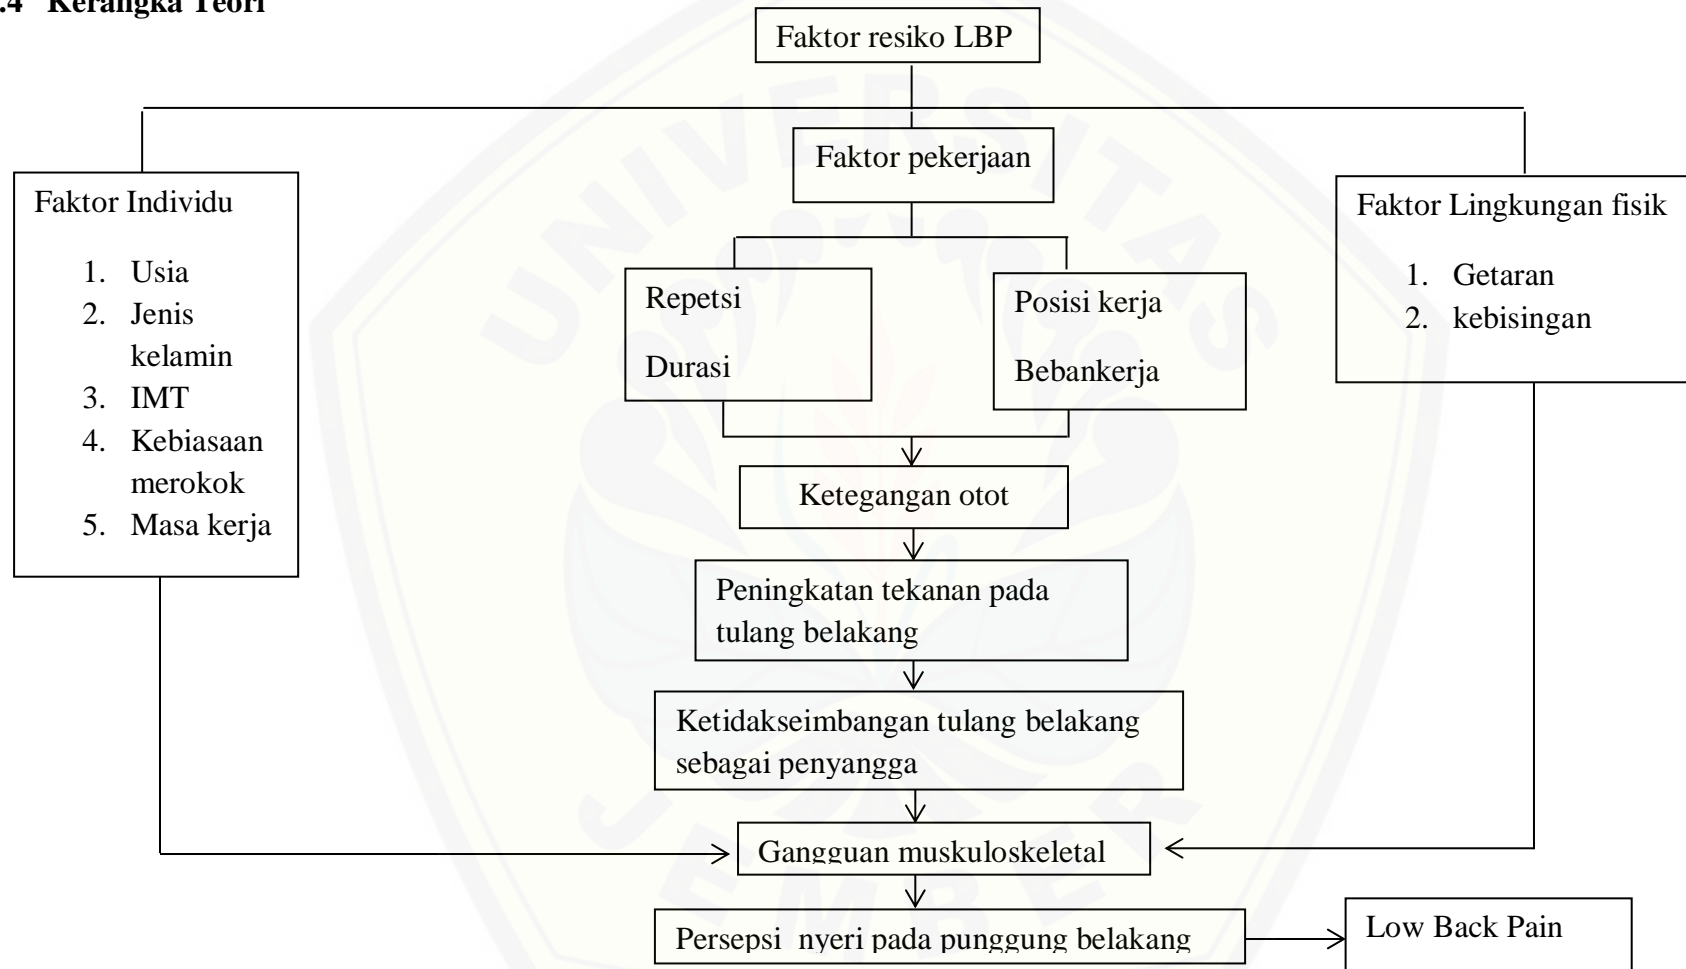 .4 Kerangka Teori
Faktor resiko LBP
Faktor pekerjaan
Faktor Individu
1. Usia
2. Jenis
kelamin
3. IMT
4. Kebiasaan
merokok
5. Masa kerja
Repetsi
Durasi
Posisi kerja
Bebankerja
Faktor Lingkungan fisik
1. Getaran
2. kebisingan
Ketegangan otot
Peningkatan tekanan pada
tulang belakang
Ketidakseimbangan tulang belakang
sebagai penyangga
Gangguan muskuloskeletal
Persepsi nyeri pada punggung belakang
Low Back Pain
UNIVERSITAS
JEMBER